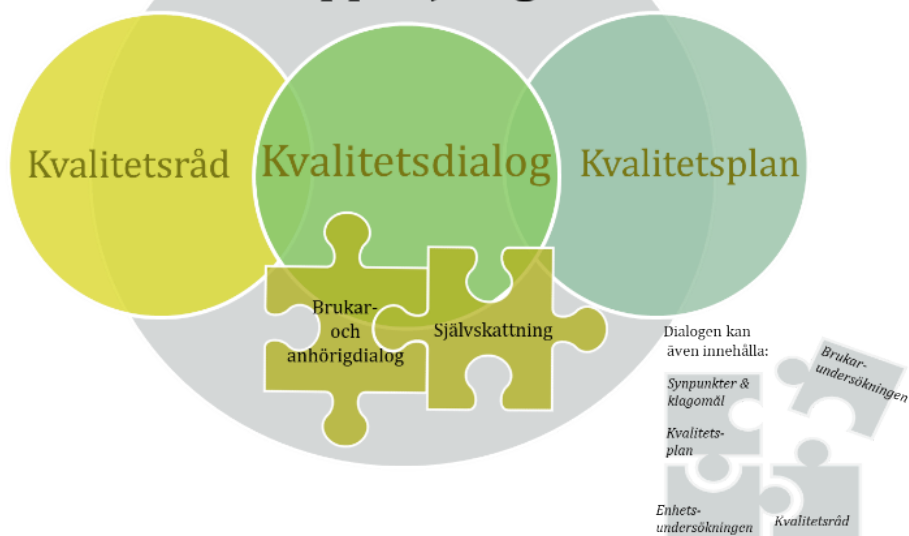 Kvalitetsråd
Kvalitetsdialog
Kvalitetsplan
Brukar-
och
anhörigdialog
Självskattning
Dialogen kan
även innehålla:
Brukar-
undersökningen
Synpunkter &
klagomål
Kvalitets-
plan
Enhets-
undersökningen
Kvalitetsråd